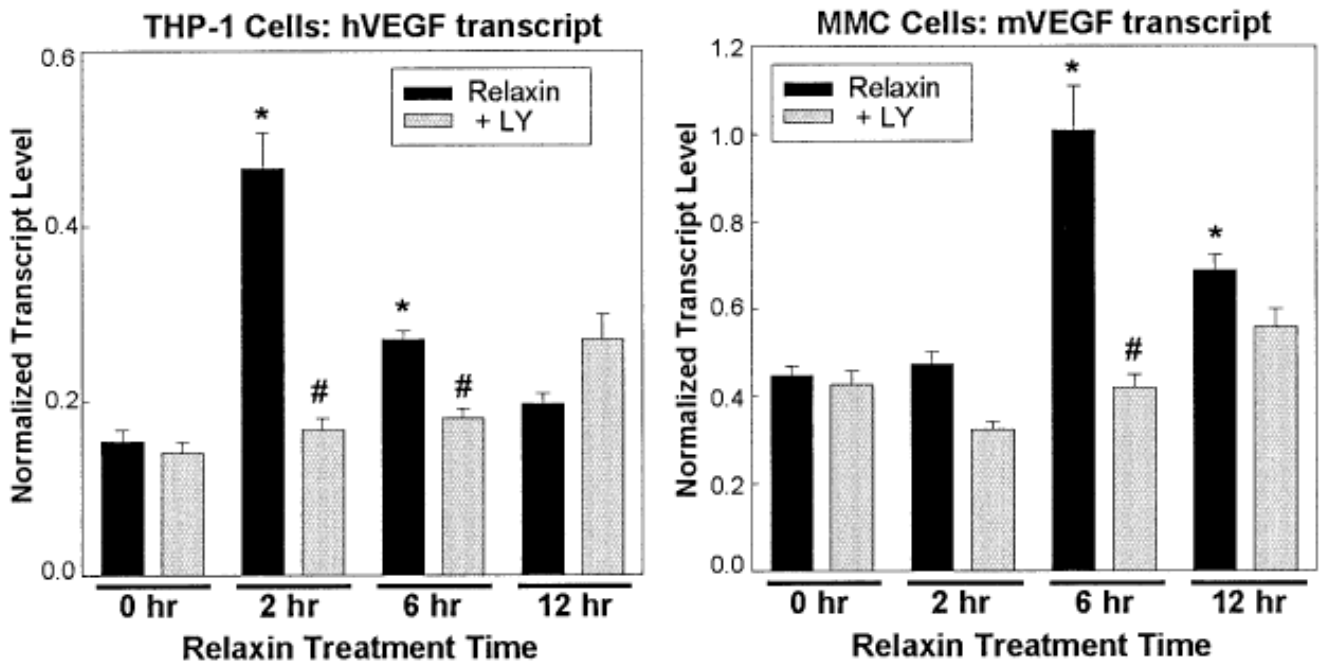 THP-1 Cells: hVEGF transcript
Normalized Transcript Level
0.6
0.4
0.2
0.0
Relaxin
+ LY
*
#
*
#
0 hr 2 hr 6 hr 12 hr
Relaxin Treatment Time
MMC Cells: mVEGF transcript
Normalized Transcript Level
1.2
1.0
0.8
0.6
0.4
0.2
0.0
Relaxin
+ LY
*
#
*
0 hr 2 hr 6 hr 12 hr
Relaxin Treatment Time